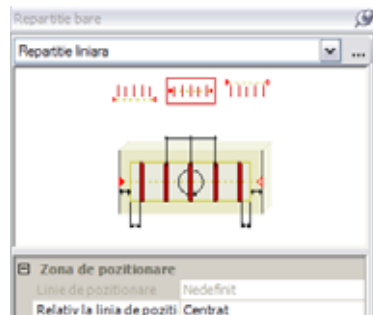 Repartitie bare
Repartitie liniara
...
Zona de pozitionare
Linie de pozitionare Nedefinit
Relativ la linia de poziti Centrat